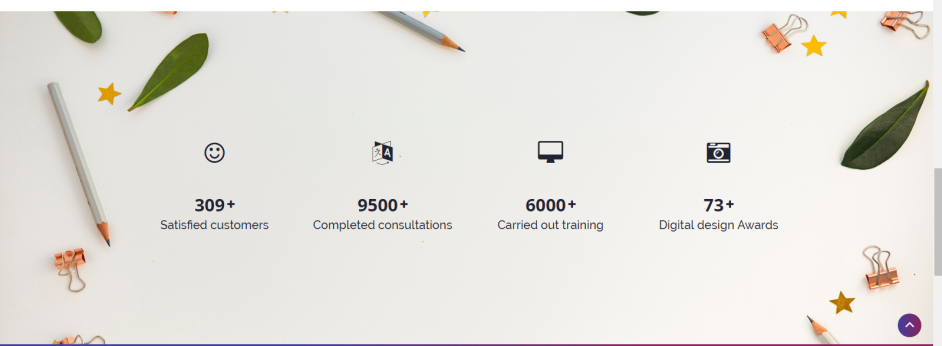 309+
Satisfied customers
9500+
Completed consultations
6000+
Carried out training
73+
Digital design Awards